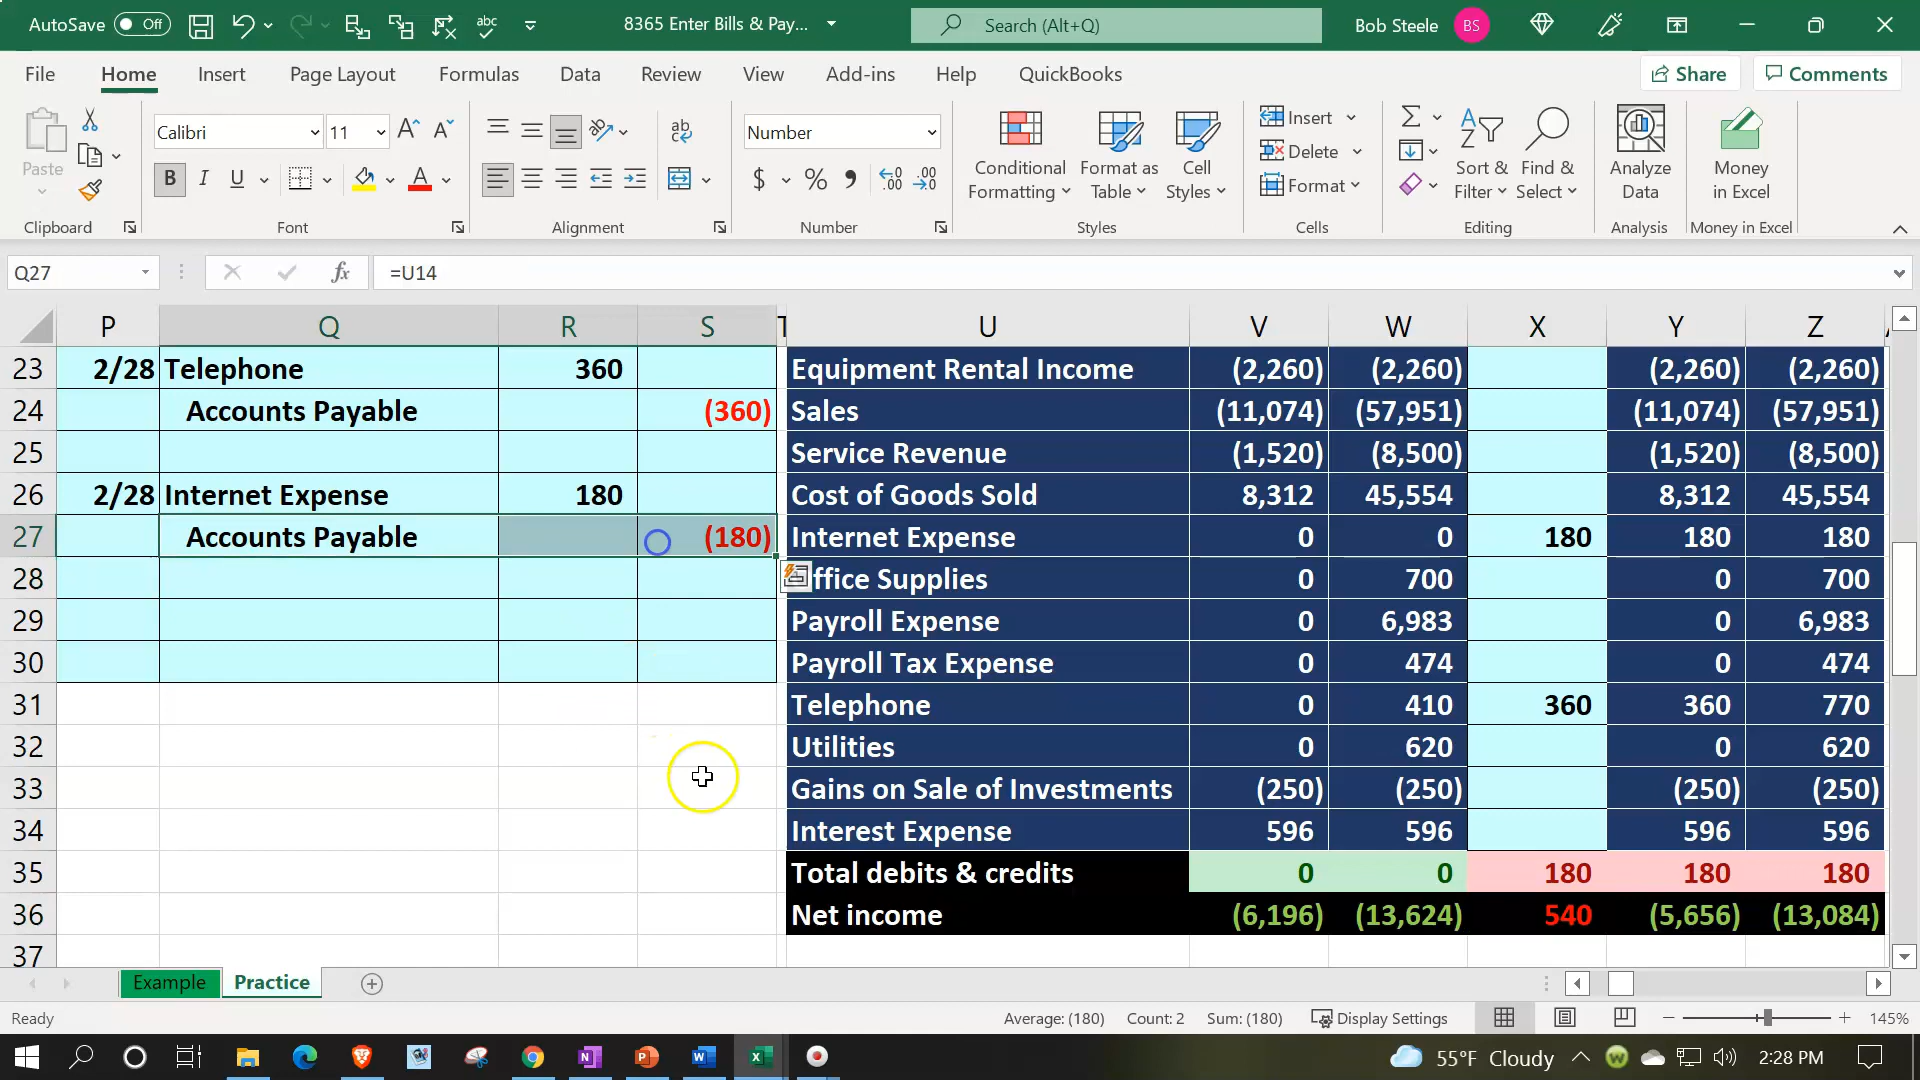 AutoSave Off 8365 Enter Bills & Pay... Search (Alt+Q) Bob Steele BS
File Home Insert Page Layout Formulas Data Review View Add-ins Help QuickBooks Share Comments
Paste Calibri 11 Number Conditional Formatting Format as Table Cell Styles Insert Delete Format Sort & Filter Find & Select Analyze Data Money in Excel
Clipboard Font Alignment Number Styles Cells Editing Analysis Money in Excel
Q27 fx =U14
P Q R S T U V W X Y Z
23 2/28 Telephone 360 Equipment Rental Income (2,260) (2,260) (2,260) (2,260)
24 Accounts Payable (360) Sales (11,074) (57,951) (11,074) (57,951)
25 Service Revenue (1,520) (8,500) (1,520) (8,500)
26 2/28 Internet Expense 180 Cost of Goods Sold 8,312 45,554 8,312 45,554
27 Accounts Payable (180) Internet Expense 0 0 180 180 180
28 ffice Supplies 0 700 0 700
29 Payroll Expense 0 6,983 0 6,983
30 Payroll Tax Expense 0 474 0 474
31 Telephone 0 410 360 360 770
32 Utilities 0 620 0 620
33 Gains on Sale of Investments (250) (250) (250) (250)
34 Interest Expense 596 596 596 596
35 Total debits & credits 0 0 180 180 180
36 Net income (6,196) (13,624) 540 (5,656) (13,084)
37
Example Practice
Ready Average: (180) Count: 2 Sum: (180) Display Settings 145%
55°F Cloudy 2:28 PM